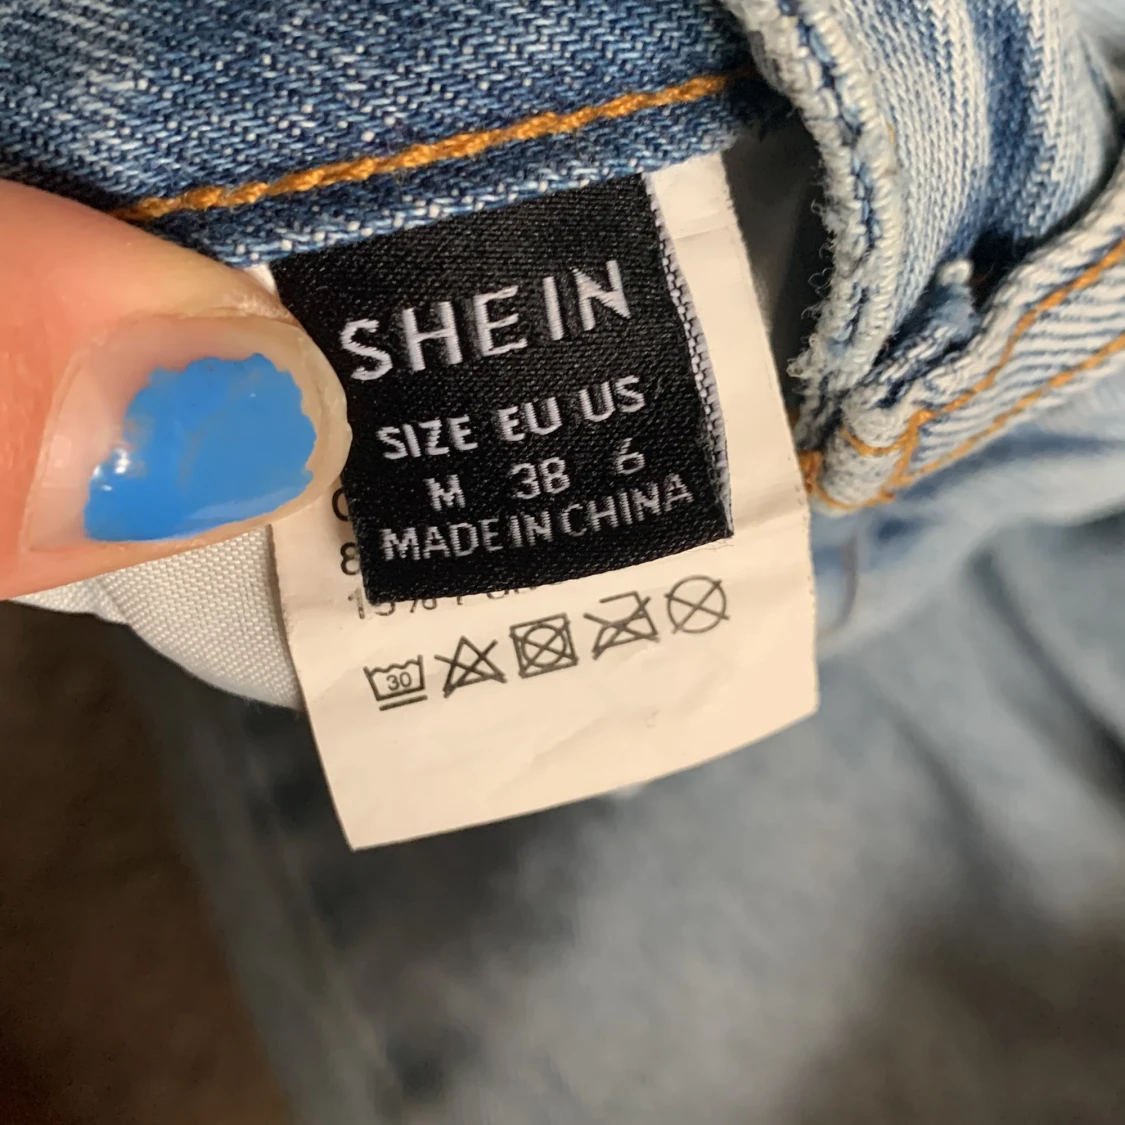 SHEIN
SIZE EU US
M 38 6
MADE IN CHINA
30